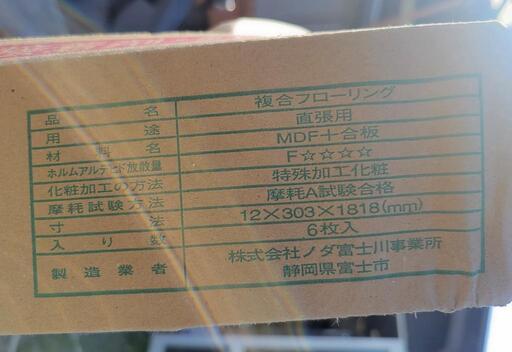 品名 複合フローリング
用途 直張用
材料名 MDF＋合板
ホルムアルデヒド放散量 F☆☆☆☆
化粧加工の方法 特殊加工化粧
摩耗試験方法 摩耗A試験合格
寸法 12×303×1818(mm)
入り数 6枚入
製造業者 株式会社ノダ富士川事業所
静岡県富士市